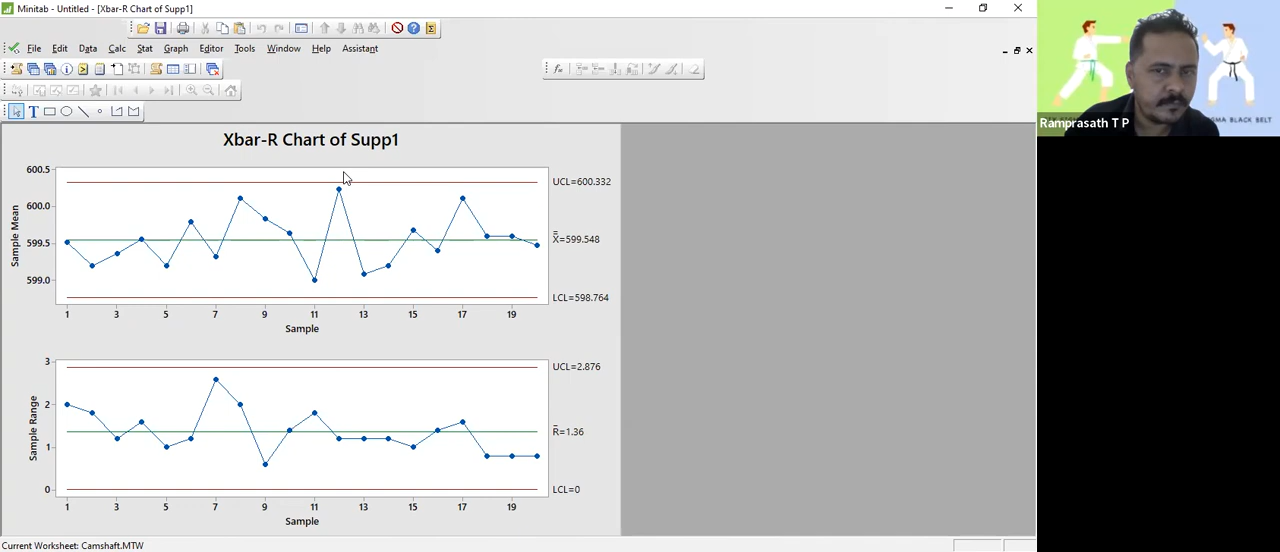 Minitab - Untitled - [Xbar-R Chart of Supp1]
File Edit Data Calc Stat Graph Editor Tools Window Help Assistant
Xbar-R Chart of Supp1
600.5
600.0
599.5
599.0
Sample Mean
UCL=600.332
X=599.548
LCL=598.764
1 3 5 7 9 11 13 15 17 19
Sample
3
2
1
0
Sample Range
UCL=2.876
R=1.36
LCL=0
1 3 5 7 9 11 13 15 17 19
Sample
Current Worksheet: Camshaft.MTW
Ramprasath T P
GMA BLACK BELT